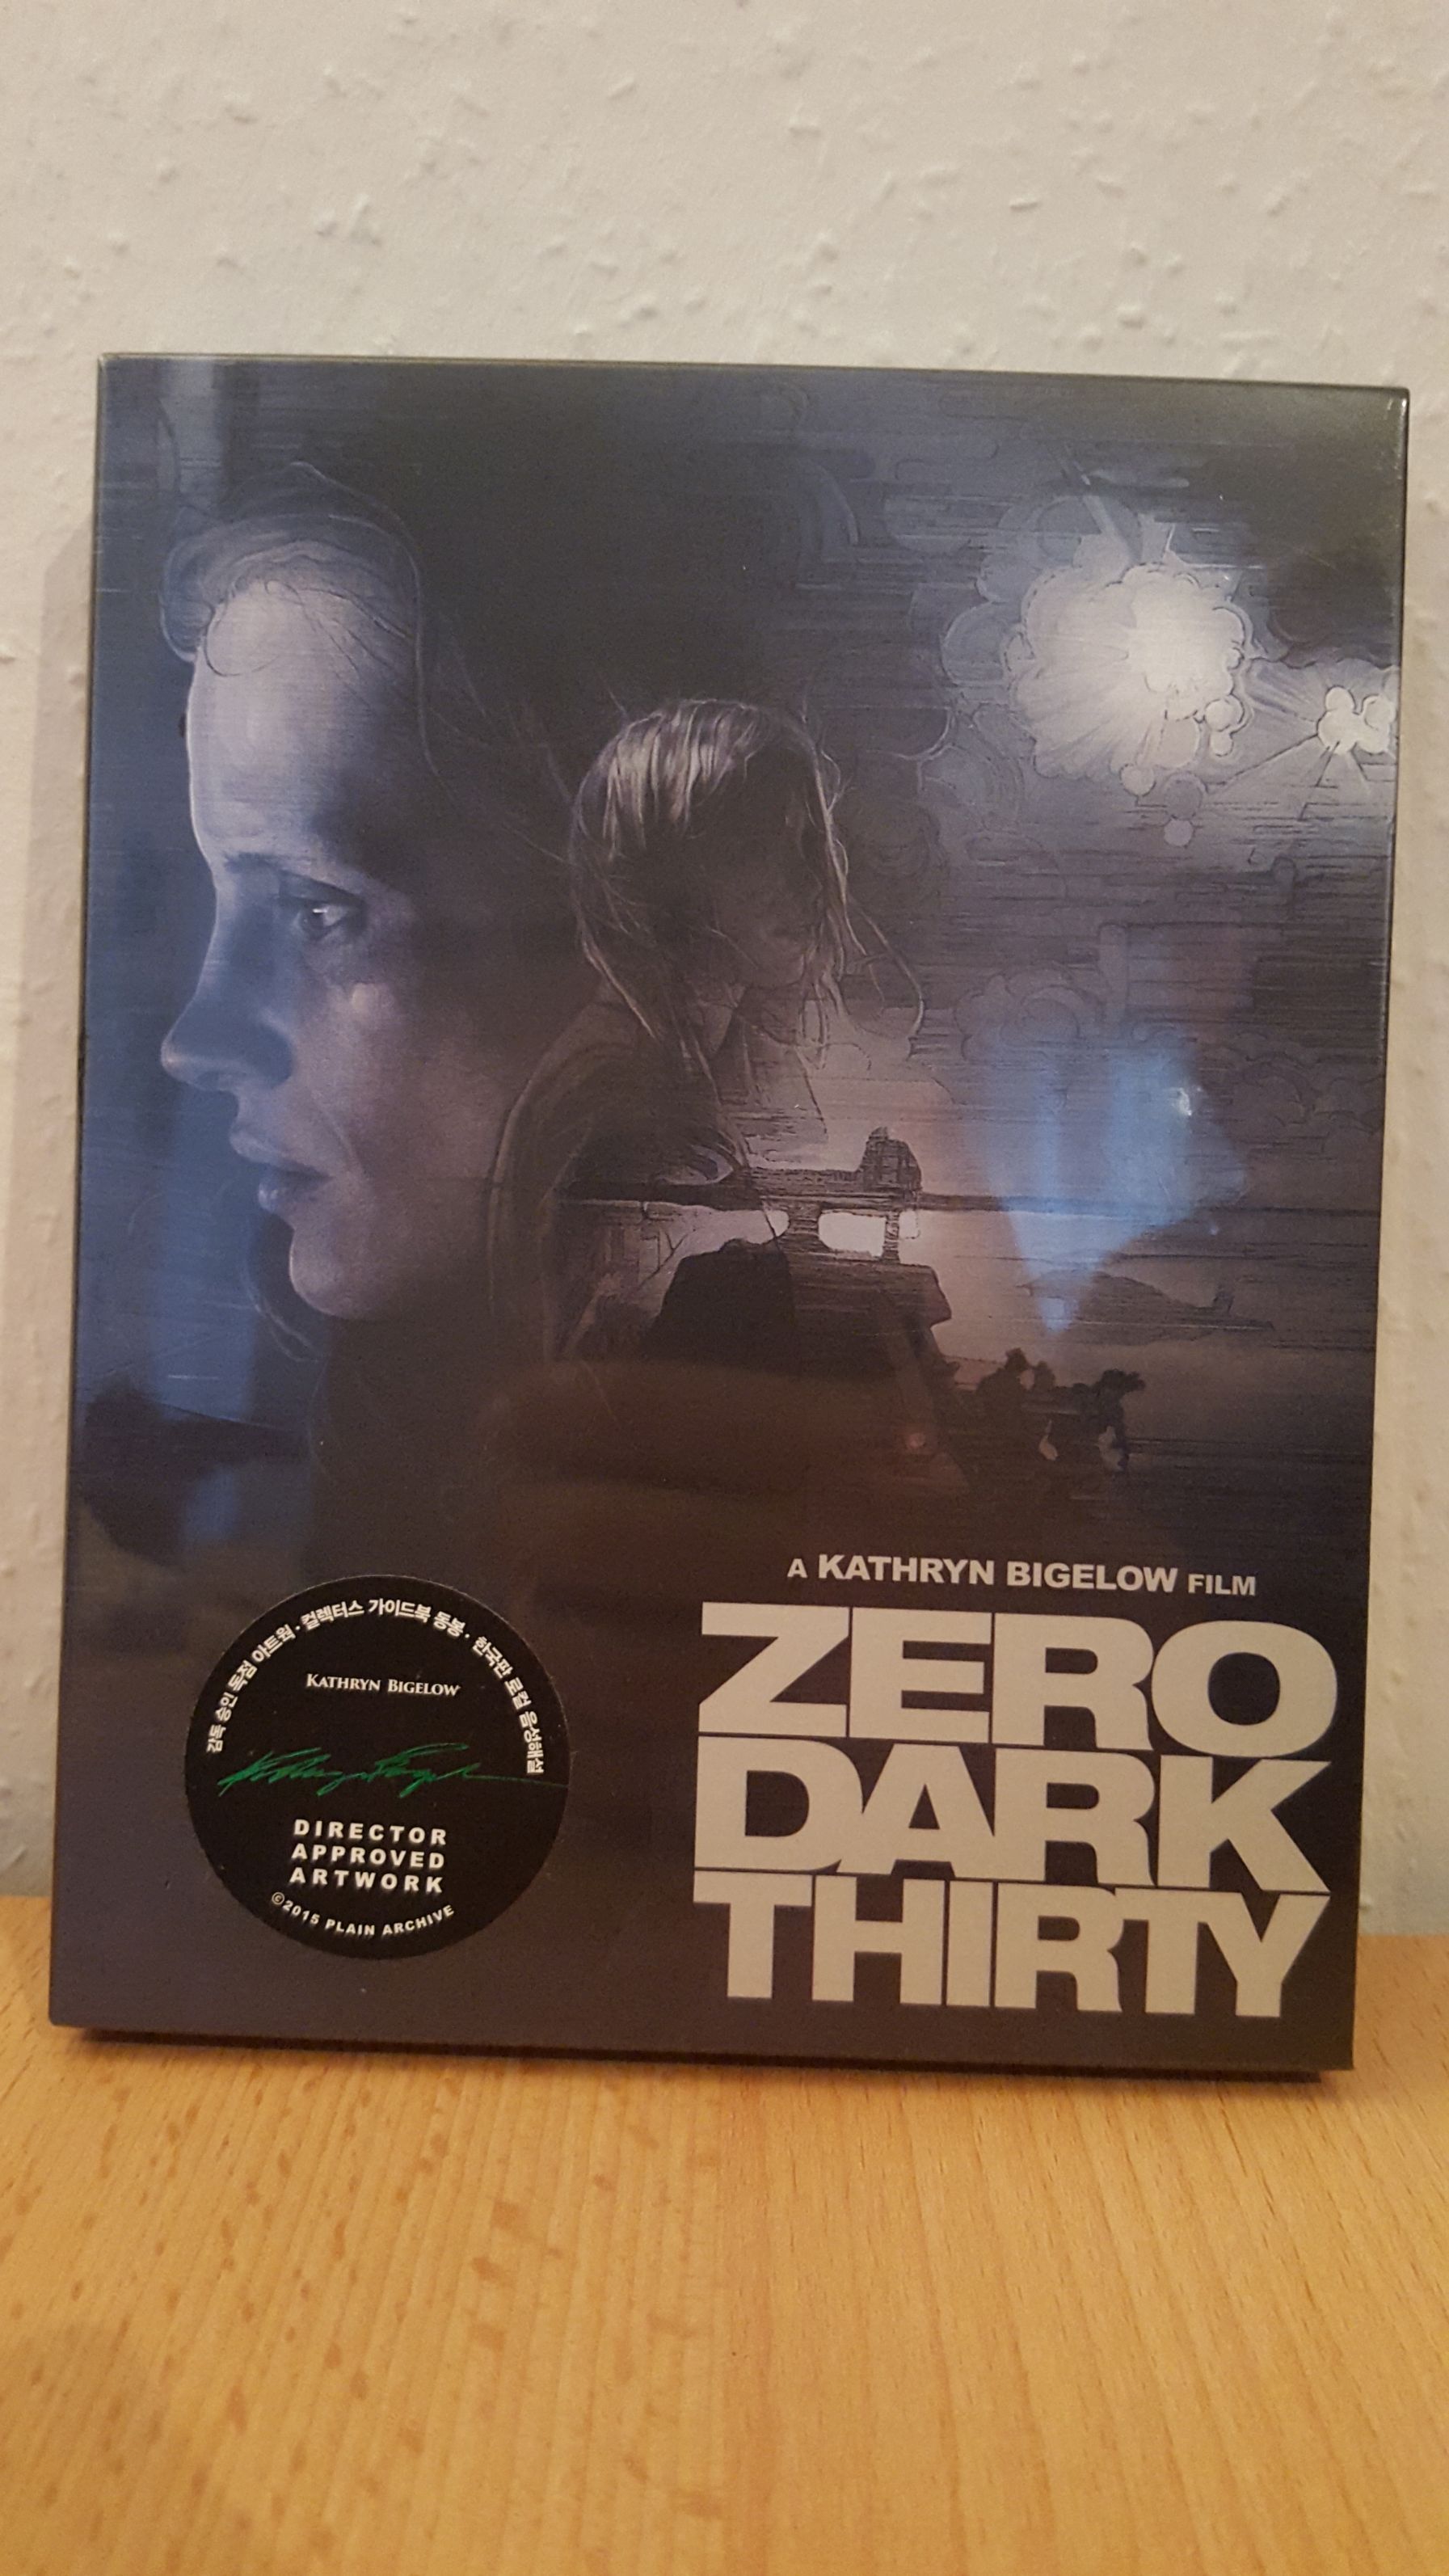 A KATHRYN BIGELOW FILM
ZERO
DARK
THIRTY
감독 승인 독점 아트웍 · 컬렉터스 가이드북 동봉 · 한국판 로컬 음성해설
KATHRYN BIGELOW
DIRECTOR
APPROVED
ARTWORK
©2015 PLAIN ARCHIVE